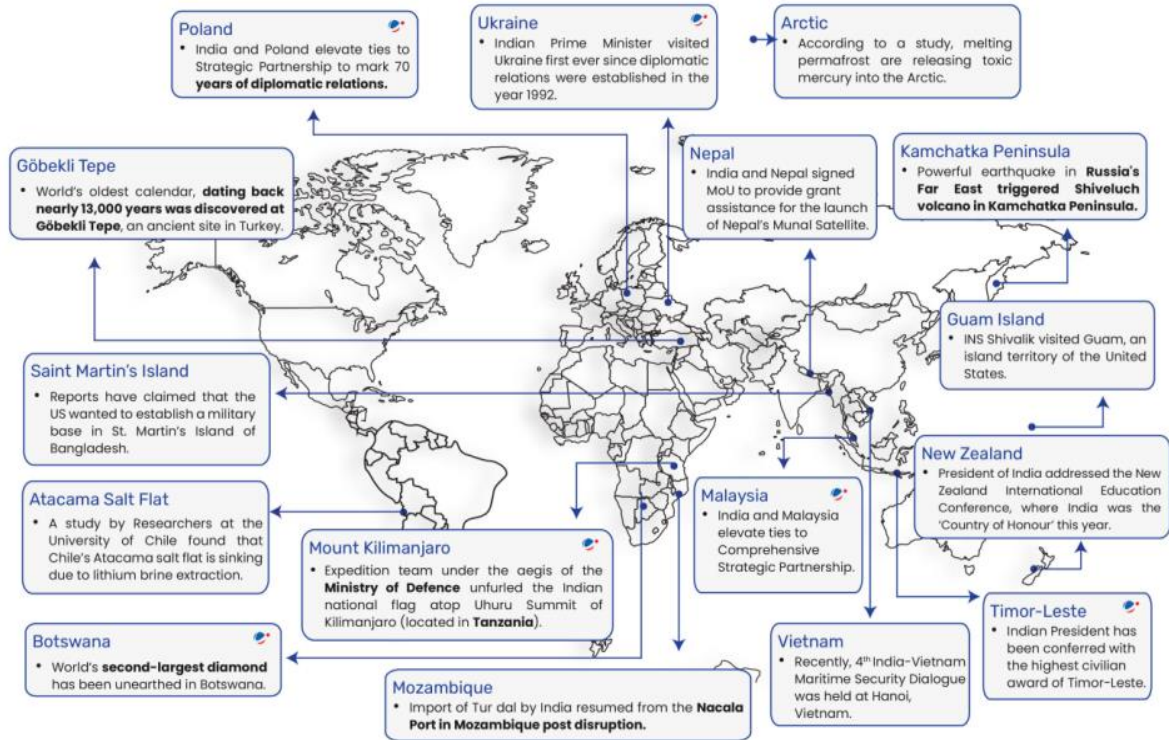 Poland
• India and Poland elevate ties to
Strategic Partnership to mark 70
years of diplomatic relations.
Ukraine
• Indian Prime Minister visited
Ukraine first ever since diplomatic
relations were established in the
year 1992.
Arctic
• According to a study, melting
permafrost are releasing toxic
mercury into the Arctic.
Göbekli Tepe
• World's oldest calendar, dating back
nearly 13,000 years was discovered at
Göbekli Tepe, an ancient site in Turkey.
Nepal
• India and Nepal signed
MoU to provide grant
assistance for the launch
of Nepal's Munal Satellite.
Kamchatka Peninsula
• Powerful earthquake in Russia's
Far East triggered Shiveluch
volcano in Kamchatka Peninsula.
Guam Island
• INS Shivalik visited Guam, an
island territory of the United
States.
Saint Martin's Island
• Reports have claimed that the
US wanted to establish a military
base in St. Martin's Island of
Bangladesh.
New Zealand
• President of India addressed the New
Zealand International Education
Conference, where India was the
'Country of Honour' this year.
Atacama Salt Flat
• A study by Researchers at the
University of Chile found that
Chile's Atacama salt flat is sinking
due to lithium brine extraction.
Malaysia
• India and Malaysia
elevate ties to
Comprehensive
Strategic Partnership.
Mount Kilimanjaro
• Expedition team under the aegis of the
Ministry of Defence unfurled the Indian
national flag atop Uhuru Summit of
Kilimanjaro (located in Tanzania).
Timor-Leste
• Indian President has
been conferred with
the highest civilian
award of Timor-Leste.
Botswana
• World's second-largest diamond
has been unearthed in Botswana.
Vietnam
• Recently, 4th India-Vietnam
Maritime Security Dialogue
was held at Hanoi,
Vietnam.
Mozambique
• Import of Tur dal by India resumed from the Nacala
Port in Mozambique post disruption.